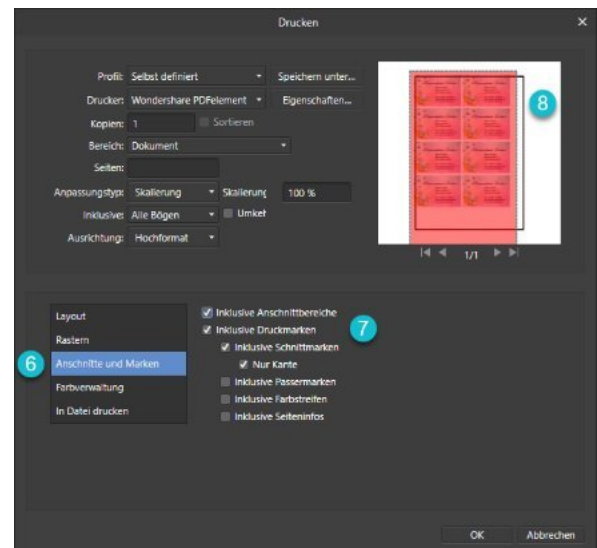 Drucken
Profil: Selbst definiert Speichern unter...
Drucker: Wondershare PDFelement Eigenschaften...
Kopien: 1 Sortieren
Bereich: Dokument
Seiten:
Anpassungstyp: Skalierung Skalierung 100 %
Inklusive: Alle Bögen Umket
Ausrichtung: Hochformat
8
1/1
Layout
Rastern
6 Anschnitte und Marken
Farbverwaltung
In Datei drucken
Inklusive Anschnittbereiche
Inklusive Druckmarken
7
Inklusive Schnittmarken
Nur Kante
Inklusive Passermarken
Inklusive Farbstreifen
Inklusive Seiteninfos
OK Abbrechen